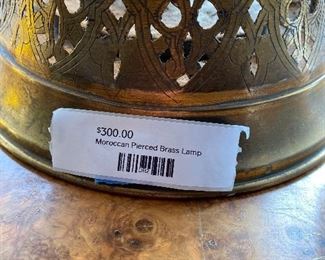 $300.00
Moroccan Pierced Brass Lamp